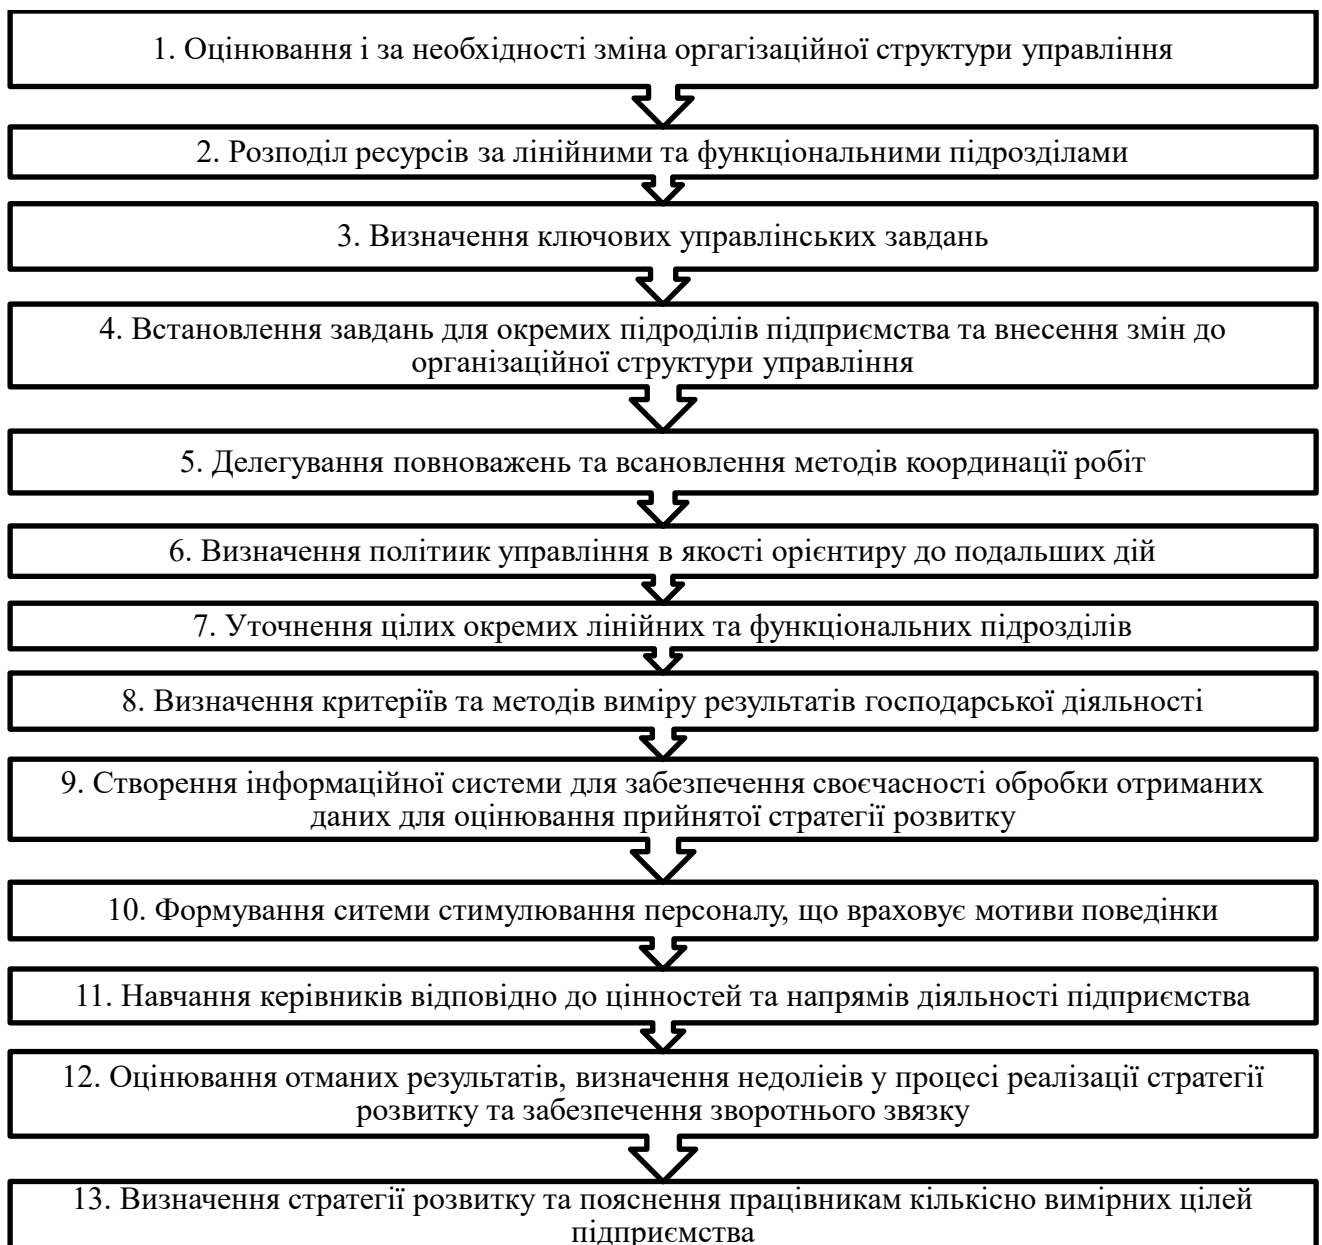 1. Оцінювання і за необхідності зміна оргагізаційної структури управління
2. Розподіл ресурсів за лінійними та функціональними підрозділами
3. Визначення ключових управлінських завдань
4. Встановлення завдань для окремих підроділів підприємства та внесення змін до
організаційної структури управління
5. Делегування повноважень та всановлення методів координації робіт
6. Визначення політиик управління в якості орієнтиру до подальших дій
7. Уточнення цілих окремих лінійних та функціональних підрозділів
8. Визначення критеріїв та методів виміру результатів господарської діяльності
9. Створення інформаційної системи для забезпечення своєчасності обробки отриманих
даних для оцінювання прийнятої стратегії розвитку
10. Формування ситеми стимулювання персоналу, що враховує мотиви поведінки
11. Навчання керівників відповідно до цінностей та напрямів діяльності підприємства
12. Оцінювання отманих результатів, визначення недоліеів у процесі реалізації стратегії
розвитку та забезпечення зворотнього звязку
13. Визначення стратегії розвитку та пояснення працівникам кількісно вимірних цілей
підприємства